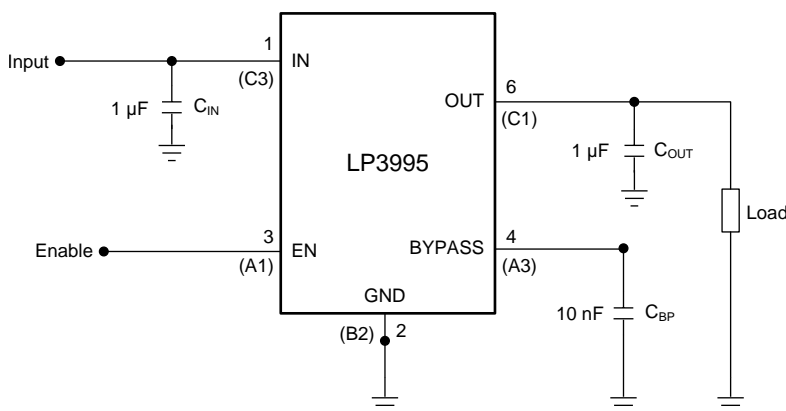 1
Input
IN
(C3)
1 µF
C_IN
6
OUT
(C1)
LP3995
1 µF
C_OUT
Load
3
Enable
EN
(A1)
4
BYPASS
(A3)
GND
10 nF
C_BP
(B2)
2